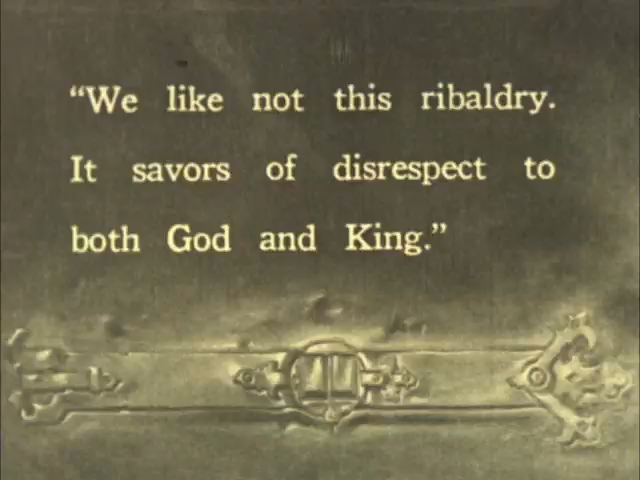 “We like not this ribaldry.
It savors of disrespect to
both God and King.”